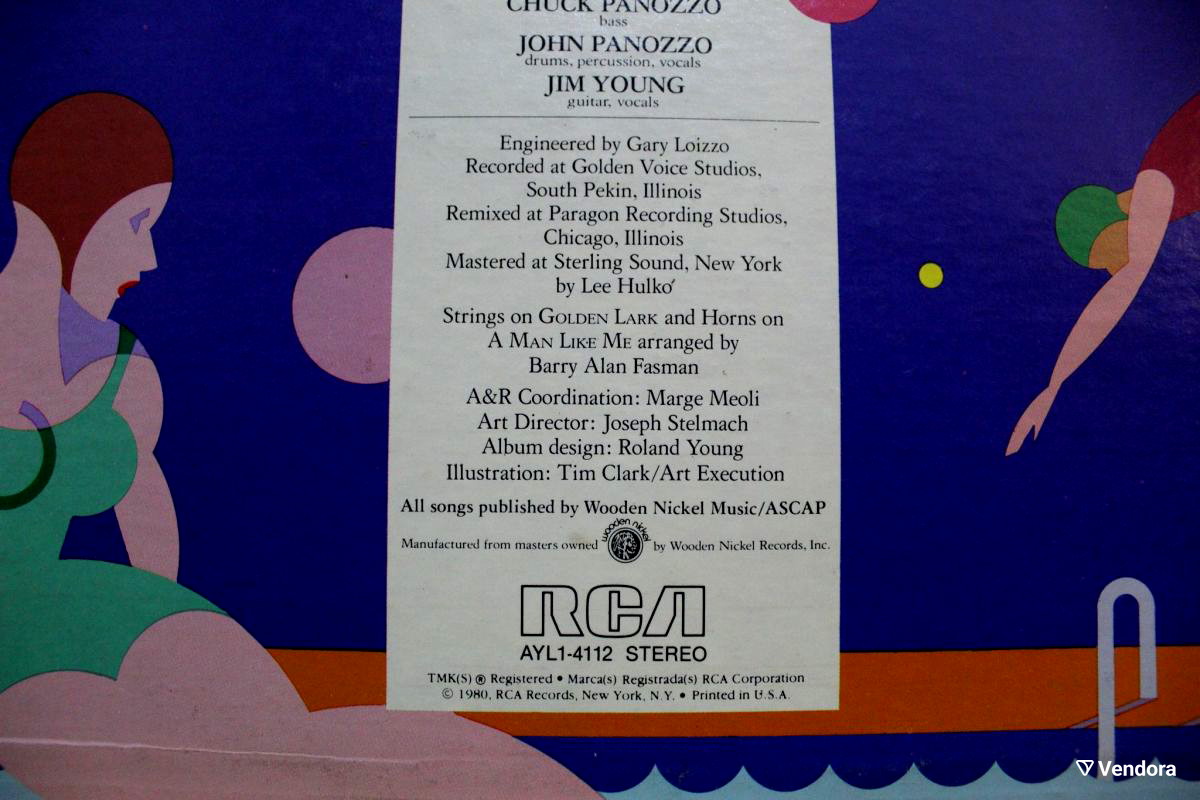 CHUCK PANOZZO
bass
JOHN PANOZZO
drums, percussion, vocals
JIM YOUNG
guitar, vocals
Engineered by Gary Loizzo
Recorded at Golden Voice Studios,
South Pekin, Illinois
Remixed at Paragon Recording Studios,
Chicago, Illinois
Mastered at Sterling Sound, New York
by Lee Hulko
Strings on GOLDEN LARK and Horns on
A MAN LIKE ME arranged by
Barry Alan Fasman
A&R Coordination: Marge Meoli
Art Director: Joseph Stelmach
Album design: Roland Young
Illustration: Tim Clark/Art Execution
All songs published by Wooden Nickel Music/ASCAP
wooden nickel
Manufactured from masters owned by Wooden Nickel Records, Inc.
RCA
AYL1-4112 STEREO
TMK(S) ® Registered • Marca(s) Registrada(s) RCA Corporation
© 1980, RCA Records, New York, N.Y. • Printed in U.S.A.
Vendora